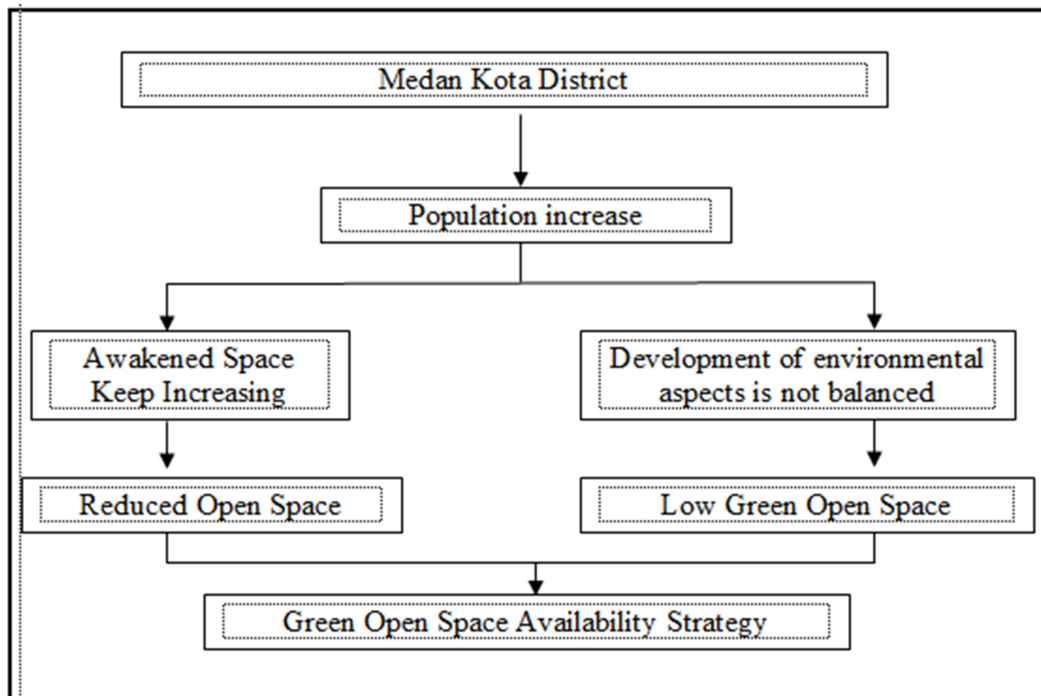 Medan Kota District
Population increase
Awakened Space
Keep Increasing
Development of environmental
aspects is not balanced
Reduced Open Space
Low Green Open Space
Green Open Space Availability Strategy